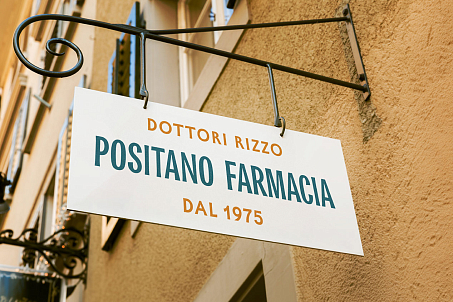 DOTTORI RIZZO
POSITANO FARMACIA
DAL 1975